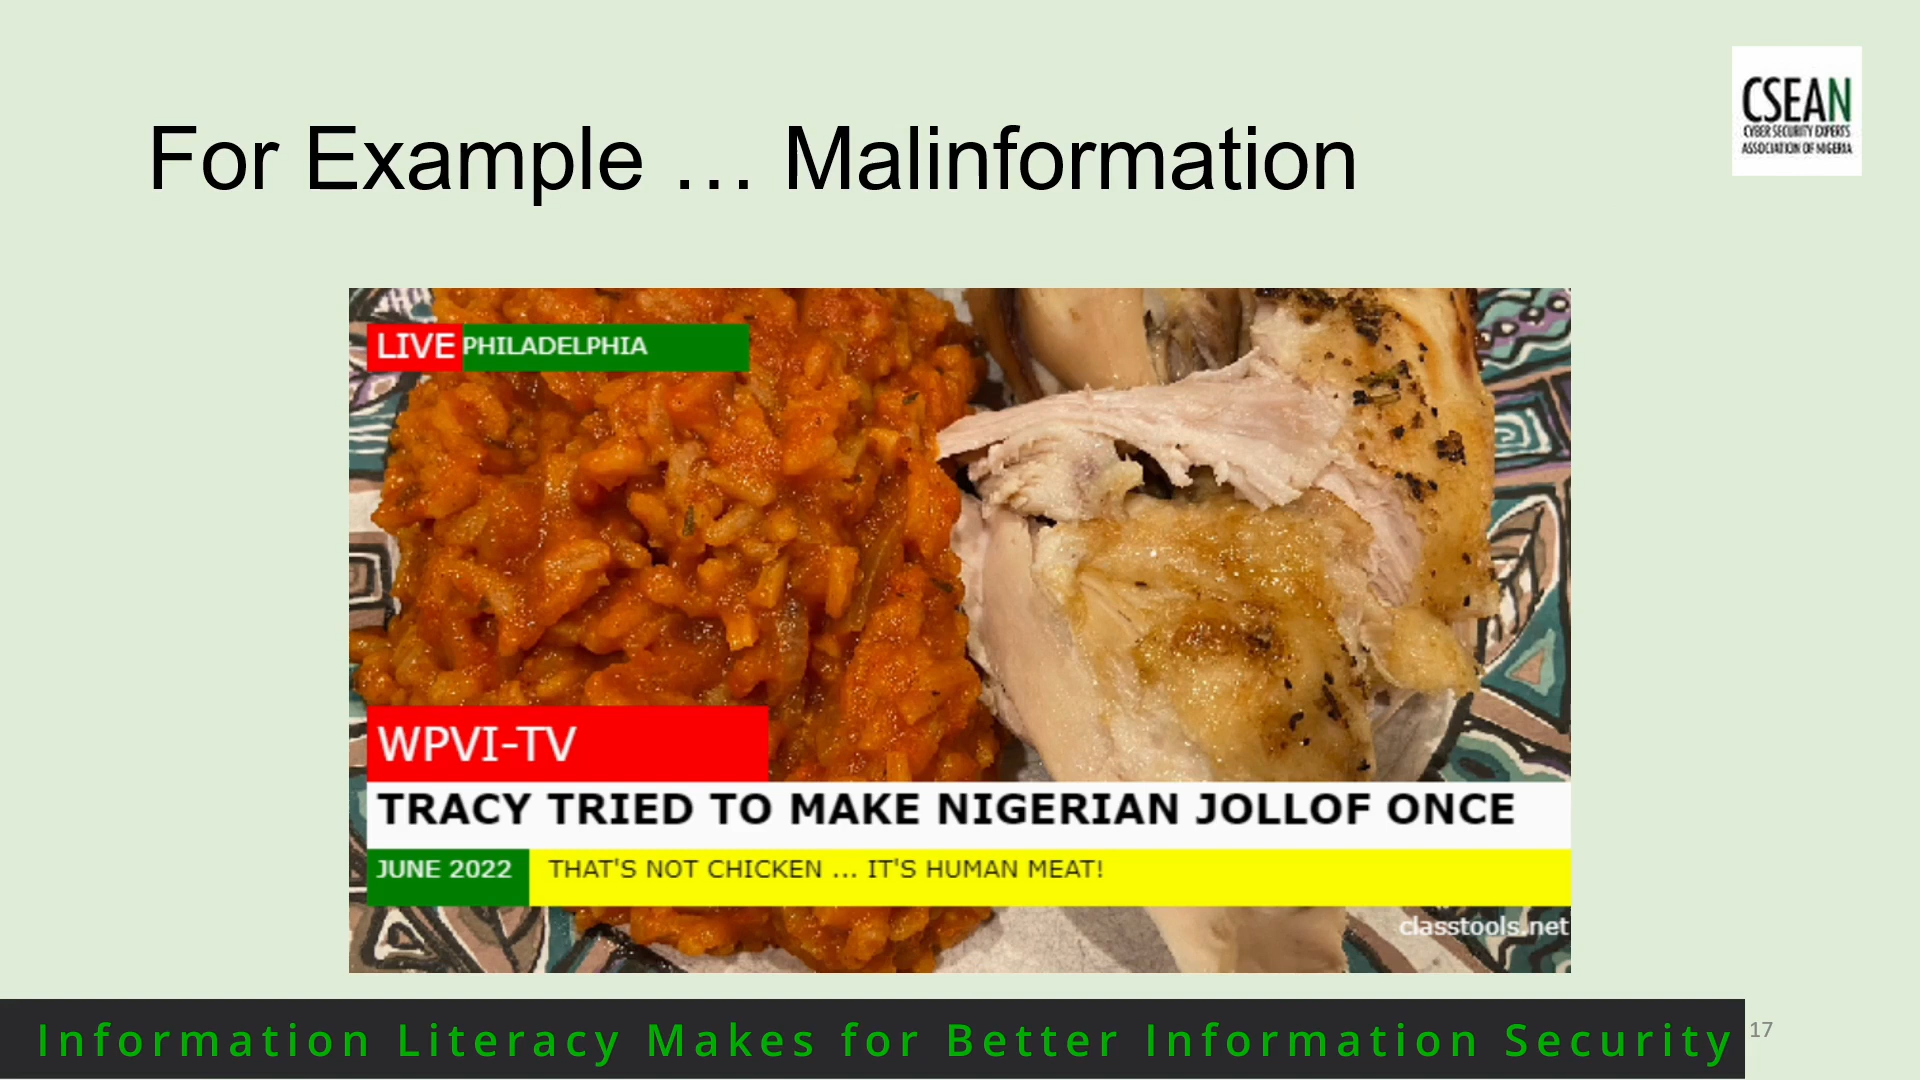 CSEAN
CYBER SECURITY EXPERTS
ASSOCIATION OF NIGERIA
For Example … Malinformation
LIVE PHILADELPHIA
WPVI-TV
TRACY TRIED TO MAKE NIGERIAN JOLLOF ONCE
JUNE 2022 THAT'S NOT CHICKEN ... IT'S HUMAN MEAT!
classtools.net
Information Literacy Makes for Better Information Security
17